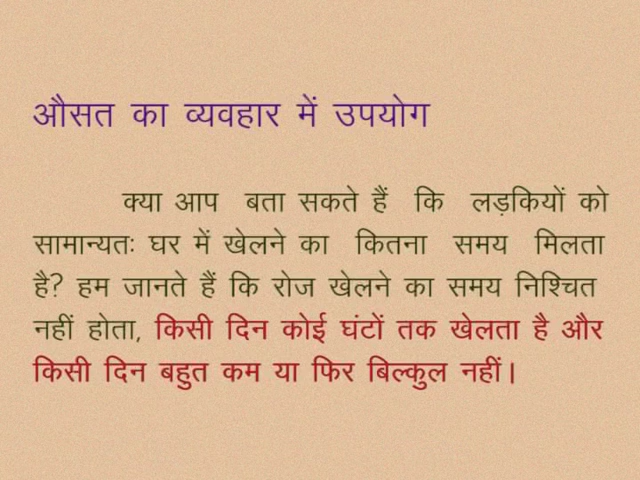 औसत का व्यवहार में उपयोग
क्या आप बता सकते हैं कि लड़कियों को
सामान्यतः घर में खेलने का कितना समय मिलता
है? हम जानते हैं कि रोज खेलने का समय निश्चित
नहीं होता, किसी दिन कोई घंटों तक खेलता है और
किसी दिन बहुत कम या फिर बिल्कुल नहीं।